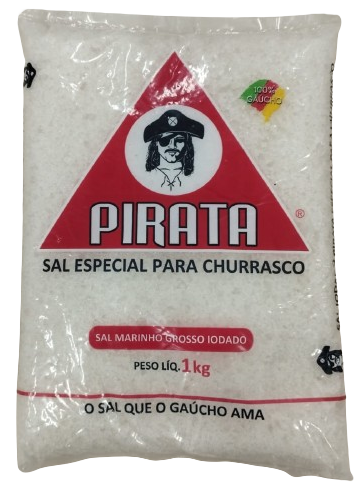 100%
GAÚCHO
PIRATA
®
SAL ESPECIAL PARA CHURRASCO
SAL MARINHO GROSSO IODADO
PESO LÍQ. 1kg
O SAL QUE O GAÚCHO AMA